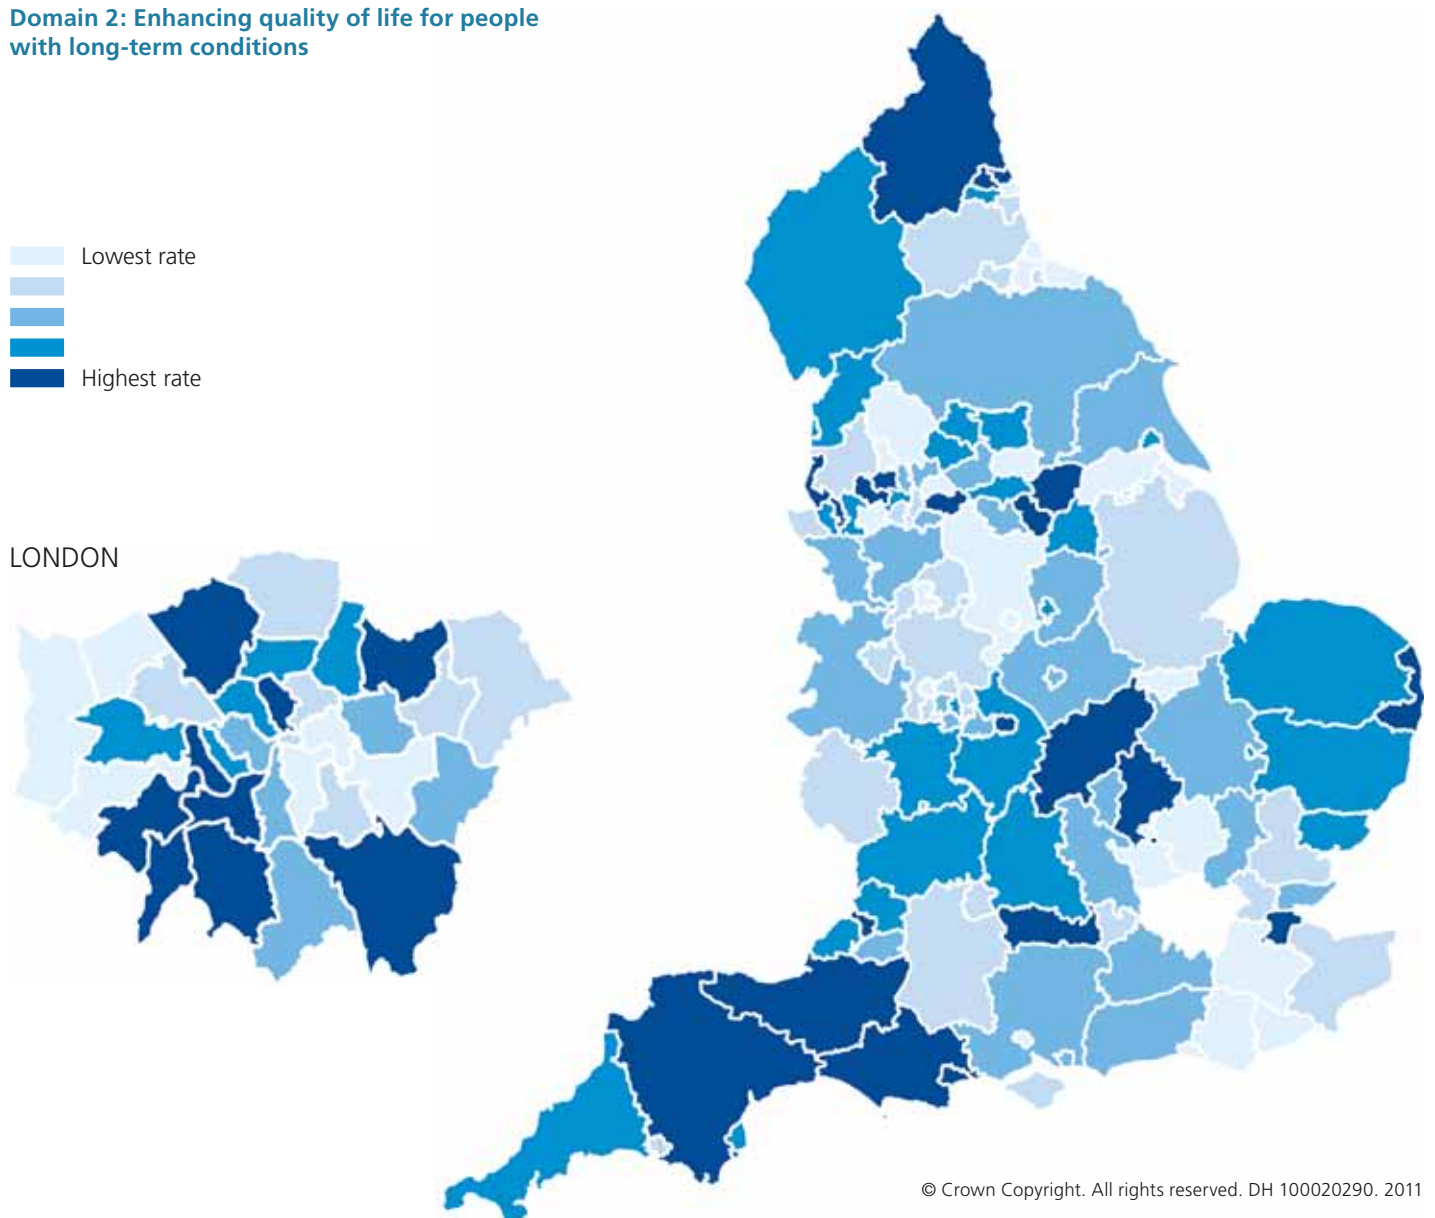 Domain 2: Enhancing quality of life for people
with long-term conditions
Lowest rate
Highest rate
LONDON
© Crown Copyright. All rights reserved. DH 100020290. 2011